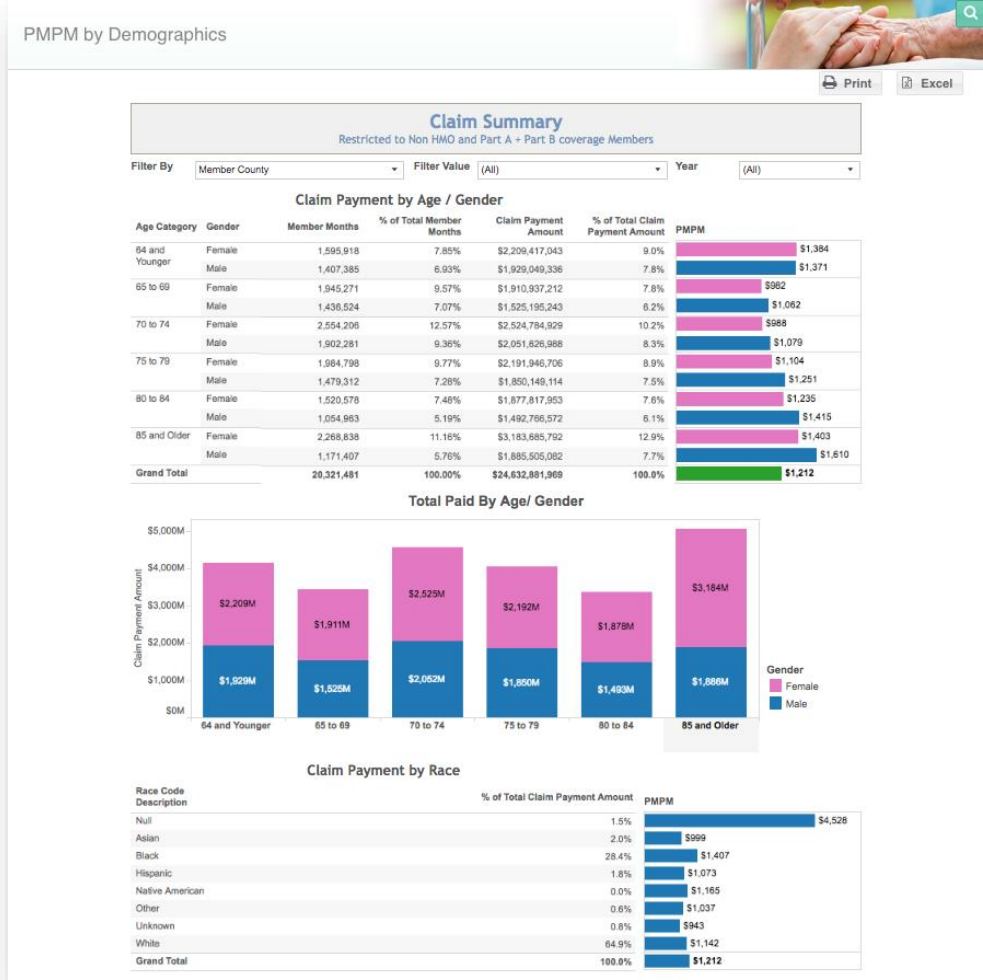 PMPM by Demographics
Print Excel
Claim Summary
Restricted to Non HMO and Part A + Part B coverage Members
Filter By Member County Filter Value (All) Year (All)
Claim Payment by Age / Gender
Age Category Gender Member Months % of Total Member Months Claim Payment Amount % of Total Claim Payment Amount PMPM
64 and Younger Female 1,595,918 7.85% $2,209,417,043 9.0% $1,384
Male 1,407,385 6.93% $1,929,049,336 7.8% $1,371
65 to 69 Female 1,945,271 9.57% $1,910,937,212 7.8% $982
Male 1,436,524 7.07% $1,525,195,243 6.2% $1,062
70 to 74 Female 2,554,206 12.57% $2,524,784,929 10.2% $988
Male 1,902,281 9.36% $2,051,626,988 8.3% $1,079
75 to 79 Female 1,984,798 9.77% $2,191,946,706 8.9% $1,104
Male 1,479,312 7.28% $1,850,149,114 7.5% $1,251
80 to 84 Female 1,520,578 7.48% $1,877,817,953 7.6% $1,235
Male 1,054,963 5.19% $1,492,766,572 6.1% $1,415
85 and Older Female 2,268,838 11.16% $3,183,685,792 12.9% $1,403
Male 1,171,407 5.76% $1,885,505,082 7.7% $1,610
Grand Total 20,321,481 100.00% $24,632,881,969 100.0% $1,212
Total Paid By Age/ Gender
Claim Payment Amount
$5,000M
$4,000M
$3,000M
$2,000M
$1,000M
$0M
$2,209M $1,911M $2,525M $2,192M $1,878M $3,184M
$1,929M $1,525M $2,052M $1,850M $1,493M $1,886M
64 and Younger 65 to 69 70 to 74 75 to 79 80 to 84 85 and Older
Gender
Female
Male
Claim Payment by Race
Race Code Description % of Total Claim Payment Amount PMPM
Null 1.5% $4,528
Asian 2.0% $999
Black 28.4% $1,407
Hispanic 1.8% $1,073
Native American 0.0% $1,165
Other 0.6% $1,037
Unknown 0.8% $943
White 64.9% $1,142
Grand Total 100.0% $1,212